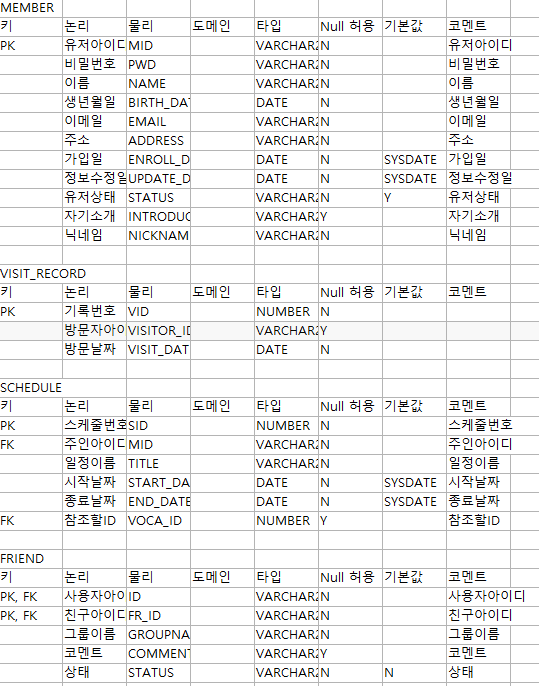 MEMBER
키 논리 물리 도메인 타입 Null 허용 기본값 코멘트
PK 유저아이디 MID VARCHAR2 N 유저아이디
비밀번호 PWD VARCHAR2 N 비밀번호
이름 NAME VARCHAR2 N 이름
생년월일 BIRTH_DAT DATE N 생년월일
이메일 EMAIL VARCHAR2 N 이메일
주소 ADDRESS VARCHAR2 N 주소
가입일 ENROLL_D DATE N SYSDATE 가입일
정보수정일 UPDATE_D DATE N SYSDATE 정보수정일
유저상태 STATUS VARCHAR2 N Y 유저상태
자기소개 INTRODUC VARCHAR2 Y 자기소개
닉네임 NICKNAM VARCHAR2 N 닉네임
VISIT_RECORD
키 논리 물리 도메인 타입 Null 허용 기본값 코멘트
PK 기록번호 VID NUMBER N
방문자아이 VISITOR_ID VARCHAR2 Y
방문날짜 VISIT_DAT DATE N
SCHEDULE
키 논리 물리 도메인 타입 Null 허용 기본값 코멘트
PK 스케줄번호 SID NUMBER N 스케줄번호
FK 주인아이디 MID VARCHAR2 N 주인아이디
일정이름 TITLE VARCHAR2 N 일정이름
시작날짜 START_DA DATE N SYSDATE 시작날짜
종료날짜 END_DATE DATE N SYSDATE 종료날짜
FK 참조할ID VOCA_ID NUMBER Y 참조할ID
FRIEND
키 논리 물리 도메인 타입 Null 허용 기본값 코멘트
PK, FK 사용자아이 ID VARCHAR2 N 사용자아이디
PK, FK 친구아이디 FR_ID VARCHAR2 N 친구아이디
그룹이름 GROUPNA VARCHAR2 N 그룹이름
코멘트 COMMENT VARCHAR2 Y 코멘트
상태 STATUS VARCHAR2 N N 상태